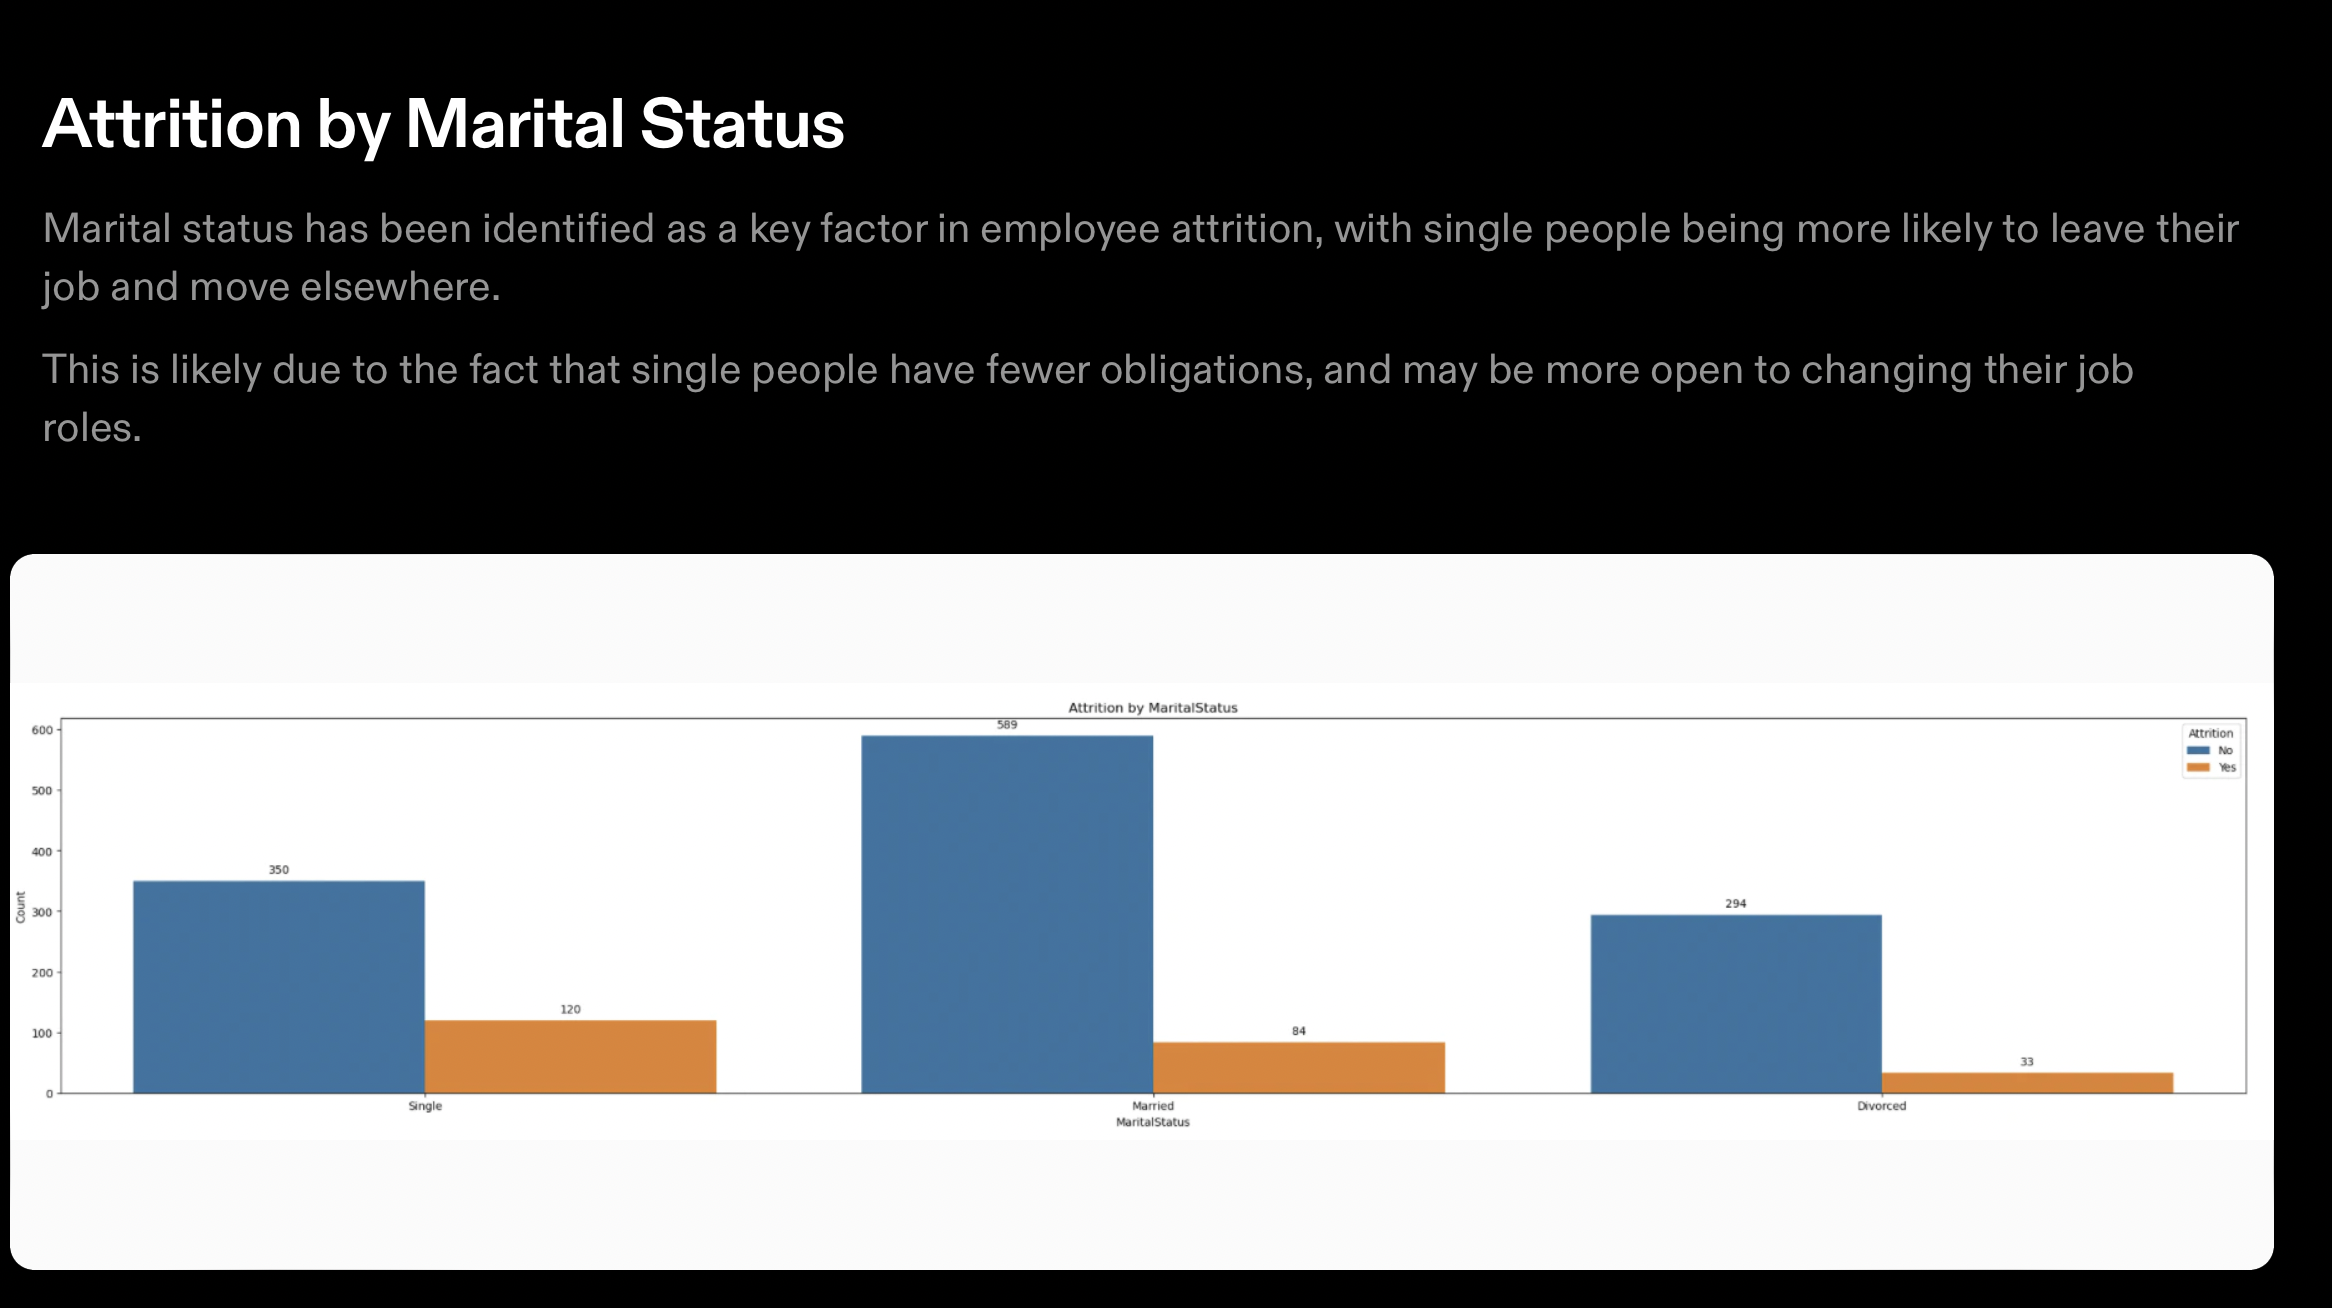 Attrition by Marital Status
Marital status has been identified as a key factor in employee attrition, with single people being more likely to leave their
job and move elsewhere.
This is likely due to the fact that single people have fewer obligations, and may be more open to changing their job
roles.
Attrition by MaritalStatus
600
500
400
300
200
100
0
Count
350
120
589
84
294
33
Attrition
No
Yes
Single
Married
Divorced
MaritalStatus